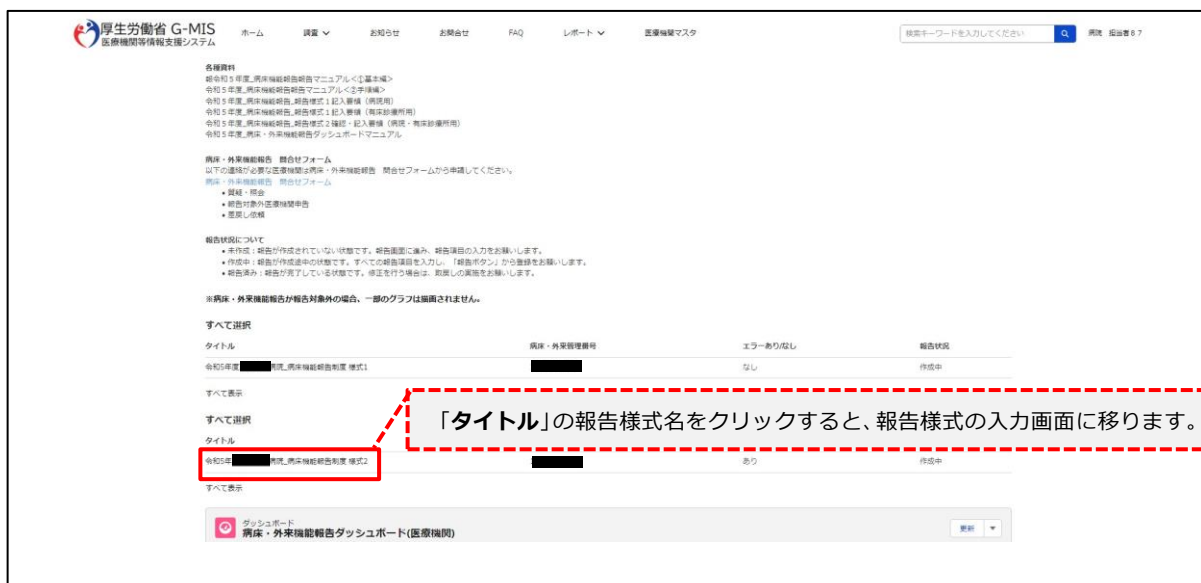 厚生労働省 G-MIS
医療機関等情報支援システム
ホーム 調査 お知らせ お問合せ FAQ レポート 医療機関マスタ 検索キーワードを入力してください 病院 担当者87
各種資料
報令和5年度_病床機能報告報告マニュアル<①基本編>
令和5年度_病床機能報告報告マニュアル<②手順編>
令和5年度_病床機能報告_報告様式1記入要領（病院用）
令和5年度_病床機能報告_報告様式1記入要領（有床診療所用）
令和5年度_病床機能報告_報告様式2確認・記入要領（病院・有床診療所用）
令和5年度_病床・外来機能報告ダッシュボードマニュアル
病床・外来機能報告 問合せフォーム
以下の連絡が必要な医療機関は病床・外来機能報告 問合せフォームから申請してください。
病床・外来機能報告 問合せフォーム
• 質疑・照会
• 報告対象外医療機関申告
• 差戻し依頼
報告状況について
• 未作成：報告が作成されていない状態です。報告画面に進み、報告項目の入力をお願いします。
• 作成中：報告が作成途中の状態です。すべての報告項目を入力し、「報告ボタン」から登録をお願いします。
• 報告済み：報告が完了している状態です。修正を行う場合は、取戻しの実施をお願いします。
※病床・外来機能報告が報告対象外の場合、一部のグラフは描画されません。
すべて選択
タイトル 病床・外来管理番号 エラーあり/なし 報告状況
令和5年度 病院_病床機能報告制度 様式1 なし 作成中
すべて表示
「タイトル」の報告様式名をクリックすると、報告様式の入力画面に移ります。
すべて選択
タイトル
令和5年 病院_病床機能報告制度 様式2 あり 作成中
すべて表示
ダッシュボード
病床・外来機能報告ダッシュボード(医療機関) 更新